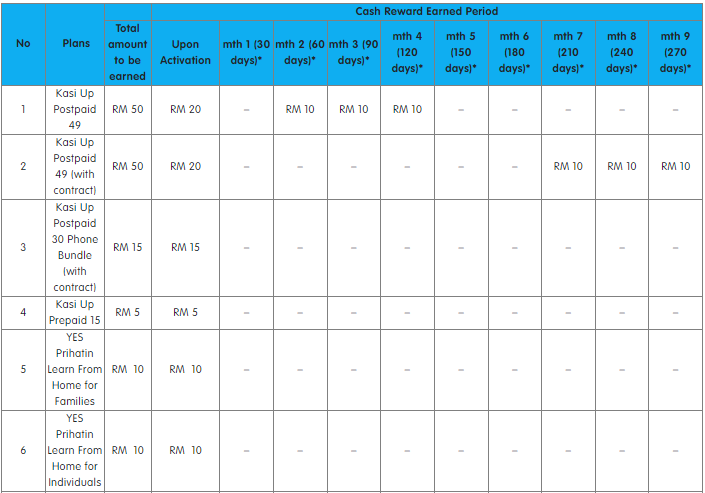 Cash Reward Earned Period
No Plans Total amount to be earned Upon Activation mth 1 (30 days)* mth 2 (60 days)* mth 3 (90 days)* mth 4 (120 days)* mth 5 (150 days)* mth 6 (180 days)* mth 7 (210 days)* mth 8 (240 days)* mth 9 (270 days)*
1 Kasi Up Postpaid 49 RM 50 RM 20 – RM 10 RM 10 RM 10 – – – – –
2 Kasi Up Postpaid 49 (with contract) RM 50 RM 20 – – – – – – RM 10 RM 10 RM 10
3 Kasi Up Postpaid 30 Phone Bundle (with contract) RM 15 RM 15 – – – – – – – – –
4 Kasi Up Prepaid 15 RM 5 RM 5 – – – – – – – – –
5 YES Prihatin Learn From Home for Families RM 10 RM 10 – – – – – – – – –
6 YES Prihatin Learn From Home for Individuals RM 10 RM 10 – – – – – – – – –